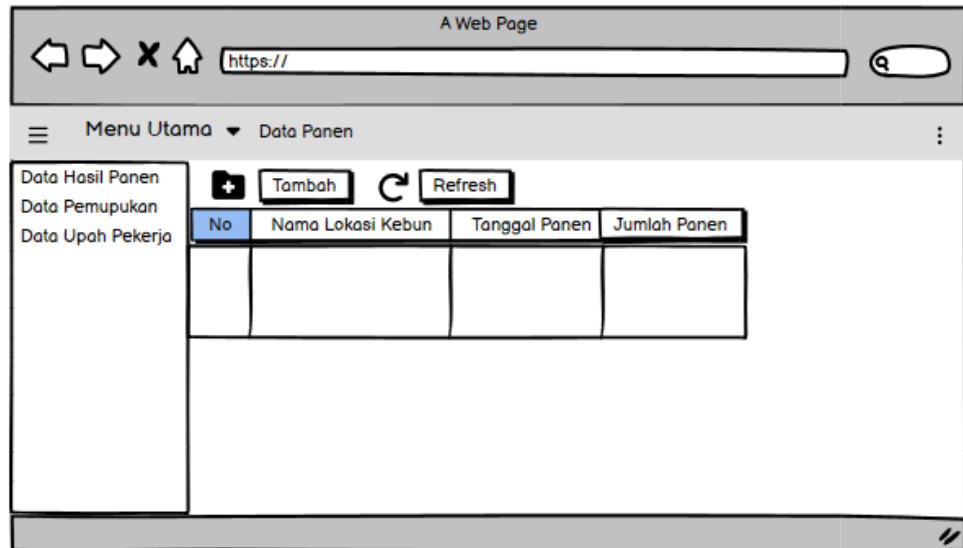 A Web Page
https://
Menu Utama Data Panen
Data Hasil Panen
Data Pemupukan
Data Upah Pekerja
Tambah Refresh
No Nama Lokasi Kebun Tanggal Panen Jumlah Panen